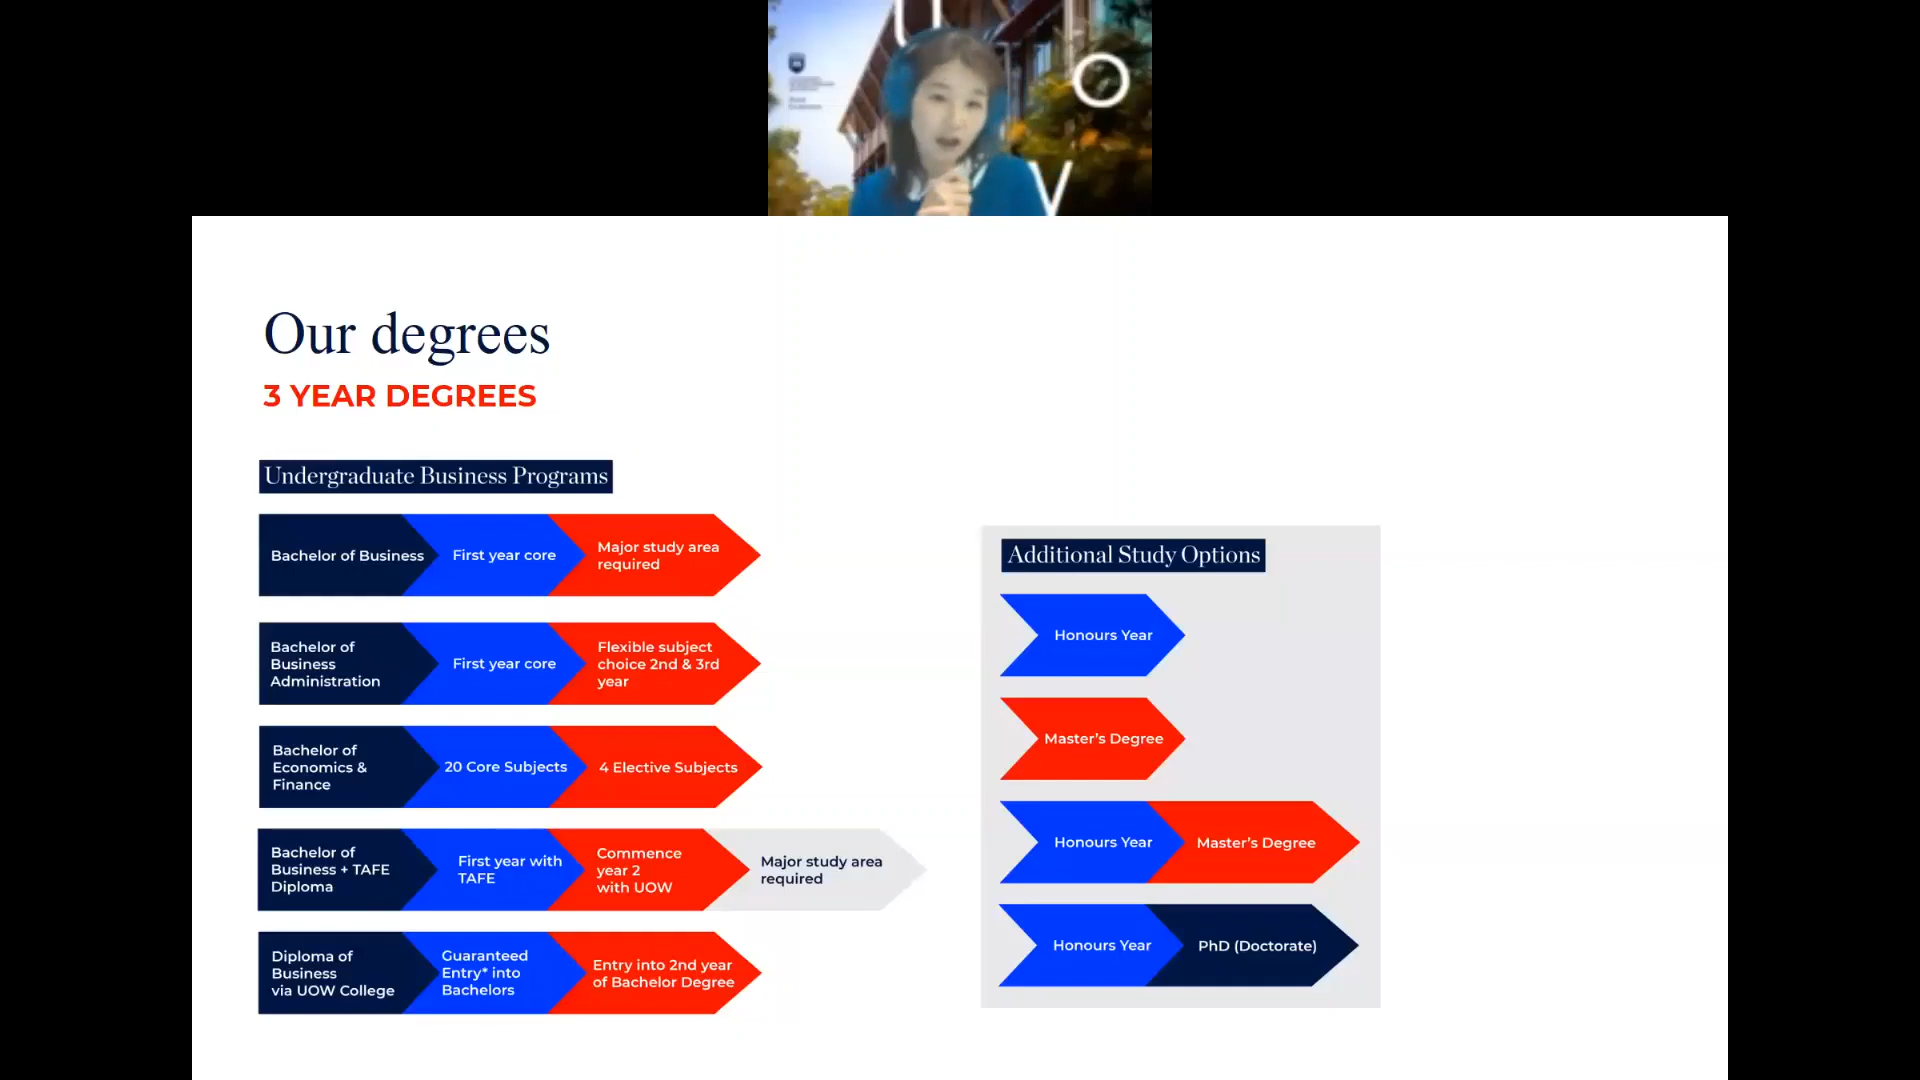 U
O
Our degrees
3 YEAR DEGREES
Undergraduate Business Programs
Bachelor of Business
First year core
Major study area
required
Bachelor of
Business
Administration
First year core
Flexible subject
choice 2nd & 3rd
year
Bachelor of
Economics &
Finance
20 Core Subjects
4 Elective Subjects
Bachelor of
Business + TAFE
Diploma
First year with
TAFE
Commence
year 2
with UOW
Major study area
required
Diploma of
Business
via UOW College
Guaranteed
Entry* into
Bachelors
Entry into 2nd year
of Bachelor Degree
Additional Study Options
Honours Year
Master's Degree
Honours Year
Master's Degree
Honours Year
PhD (Doctorate)